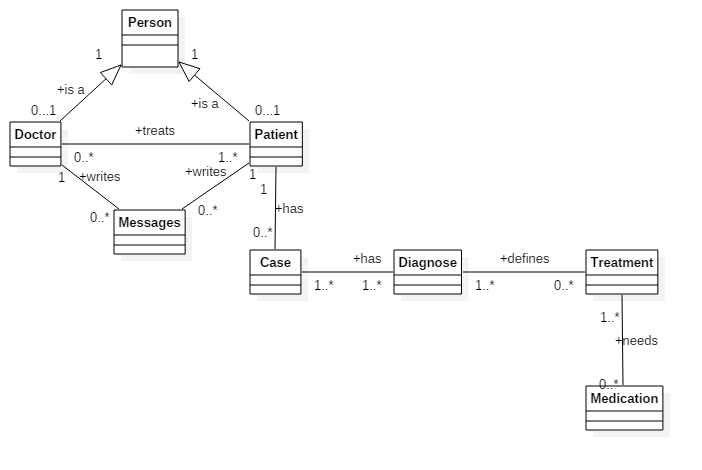 Person
1
1
+is a
+is a
0...1
0...1
Doctor
+treats
Patient
0..*
1..*
1
+writes
+writes
1
1
0..*
0..*
+has
Messages
0..*
Case
+has
Diagnose
+defines
Treatment
1..*
1..*
1..*
0..*
1..*
+needs
0..*
Medication